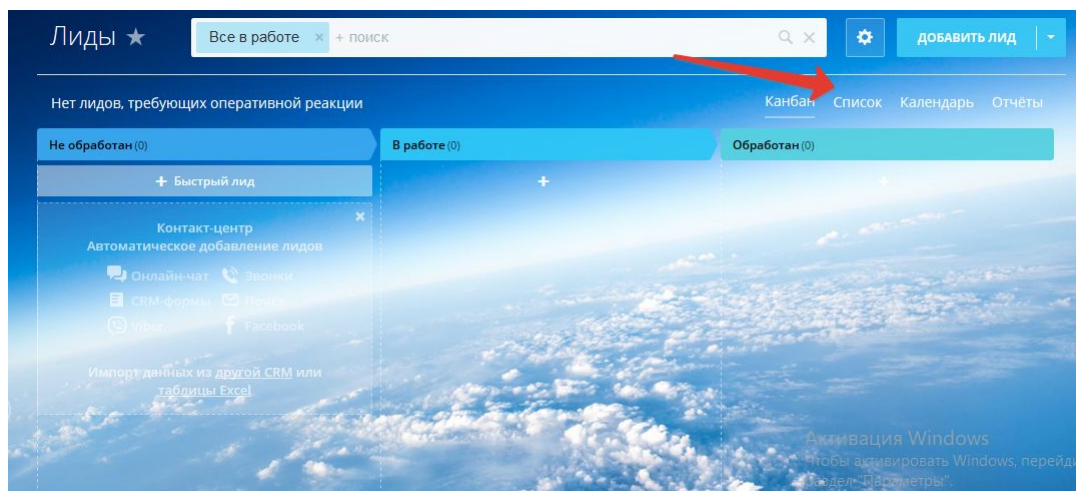 Лиды
Все в работе × + поиск
ДОБАВИТЬ ЛИД
Нет лидов, требующих оперативной реакции
Канбан Список Календарь Отчёты
Не обработан (0)
В работе (0)
Обработан (0)
+ Быстрый лид
+
+
Контакт-центр
Автоматическое добавление лидов
Онлайн-чат Звонки
CRM-формы Почта
Viber Facebook
Импорт данных из другой CRM или
таблицы Excel
Активация Windows
Чтобы активировать Windows, перейди
раздел "Параметры".